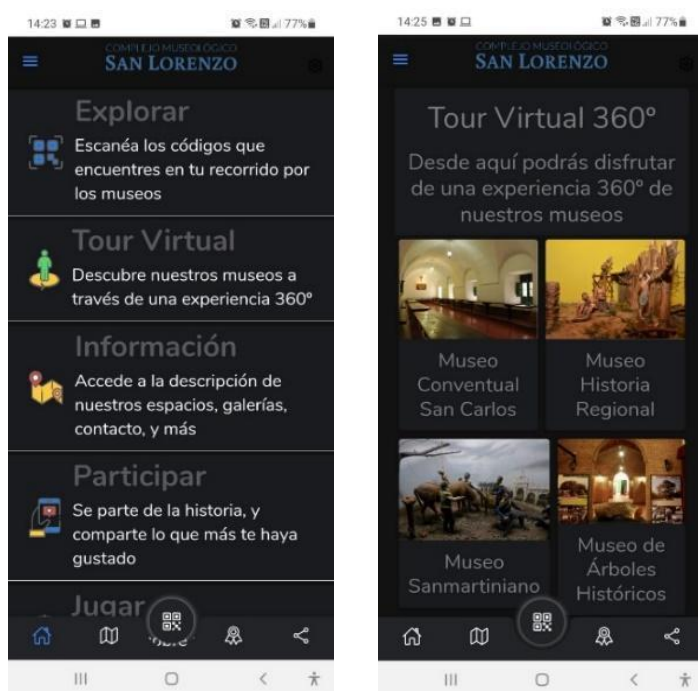 14:23
77%
COMPLEJO MUSEOLÓGICO
SAN LORENZO
Explorar
Escanéa los códigos que
encuentres en tu recorrido por
los museos
Tour Virtual
Descubre nuestros museos a
través de una experiencia 360º
Información
Accede a la descripción de
nuestros espacios, galerías,
contacto, y más
Participar
Se parte de la historia, y
comparte lo que más te haya
gustado
Jugar
14:25
77%
COMPLEJO MUSEOLÓGICO
SAN LORENZO
Tour Virtual 360º
Desde aquí podrás disfrutar
de una experiencia 360º de
nuestros museos
Museo
Conventual
San Carlos
Museo
Historia
Regional
Museo
Sanmartiniano
Museo de
Árboles
Históricos